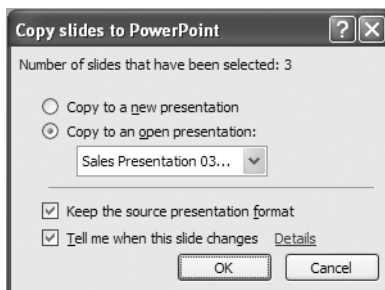 Copy slides to PowerPoint
Number of slides that have been selected: 3
Copy to a new presentation
Copy to an open presentation:
Sales Presentation 03...
Keep the source presentation format
Tell me when this slide changes Details
OK Cancel